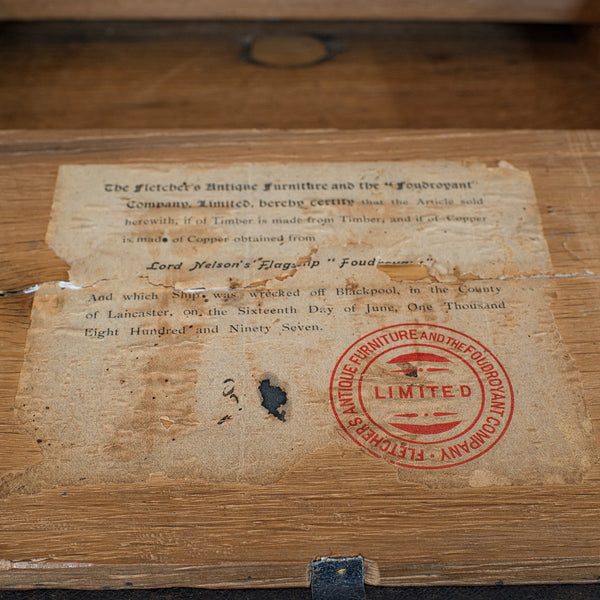 The Fletcher's Antique Furniture and the "Foudroyant"
Company, Limited, hereby certify that the Article sold
herewith, if of Timber is made from Timber, and if of Copper
is made of Copper obtained from
Lord Nelson's Flagship "Foudroyant"
And which Ship was wrecked off Blackpool, in the County
of Lancaster, on the Sixteenth Day of June, One Thousand
Eight Hundred and Ninety Seven.
FLETCHERS ANTIQUE FURNITURE AND THE FOUDROYANT COMPANY ·
LIMITED